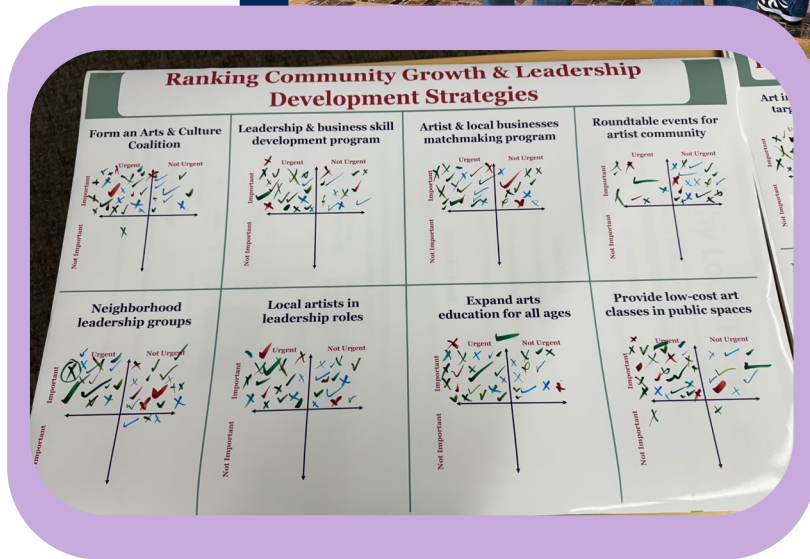 Ranking Community Growth & Leadership
Development Strategies
Form an Arts & Culture
Coalition
Urgent
Not Urgent
Important
Not Important
Leadership & business skill
development program
Urgent
Not Urgent
Important
Not Important
Artist & local businesses
matchmaking program
Urgent
Not Urgent
Important
Not Important
Roundtable events for
artist community
Urgent
Not Urgent
Important
Not Important
Art in
targ
Neighborhood
leadership groups
Urgent
Not Urgent
Important
Not Important
Local artists in
leadership roles
Urgent
Not Urgent
Important
Not Important
Expand arts
education for all ages
Urgent
Not Urgent
Important
Not Important
Provide low-cost art
classes in public spaces
Urgent
Not Urgent
Important
Not Important